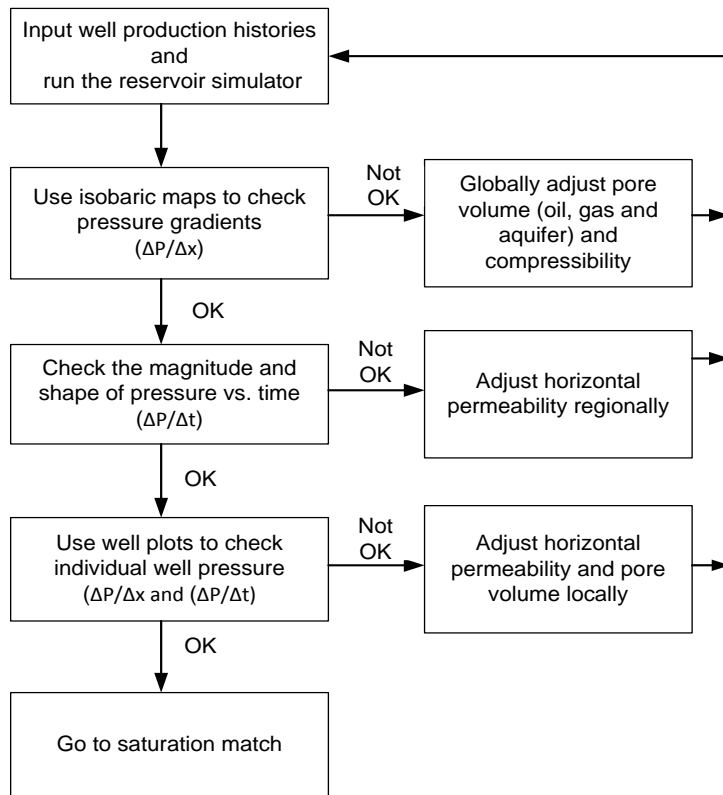 Input well production histories
and
run the reservoir simulator
Use isobaric maps to check
pressure gradients
(ΔP/Δx)
Not
OK
Globally adjust pore
volume (oil, gas and
aquifer) and
compressibility
OK
Check the magnitude and
shape of pressure vs. time
(ΔP/Δt)
Not
OK
Adjust horizontal
permeability regionally
OK
Use well plots to check
individual well pressure
(ΔP/Δx and (ΔP/Δt)
Not
OK
Adjust horizontal
permeability and pore
volume locally
OK
Go to saturation match